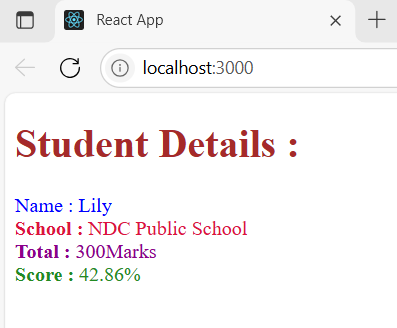 React App
localhost:3000
Student Details :
Name : Lily
School : NDC Public School
Total : 300Marks
Score : 42.86%